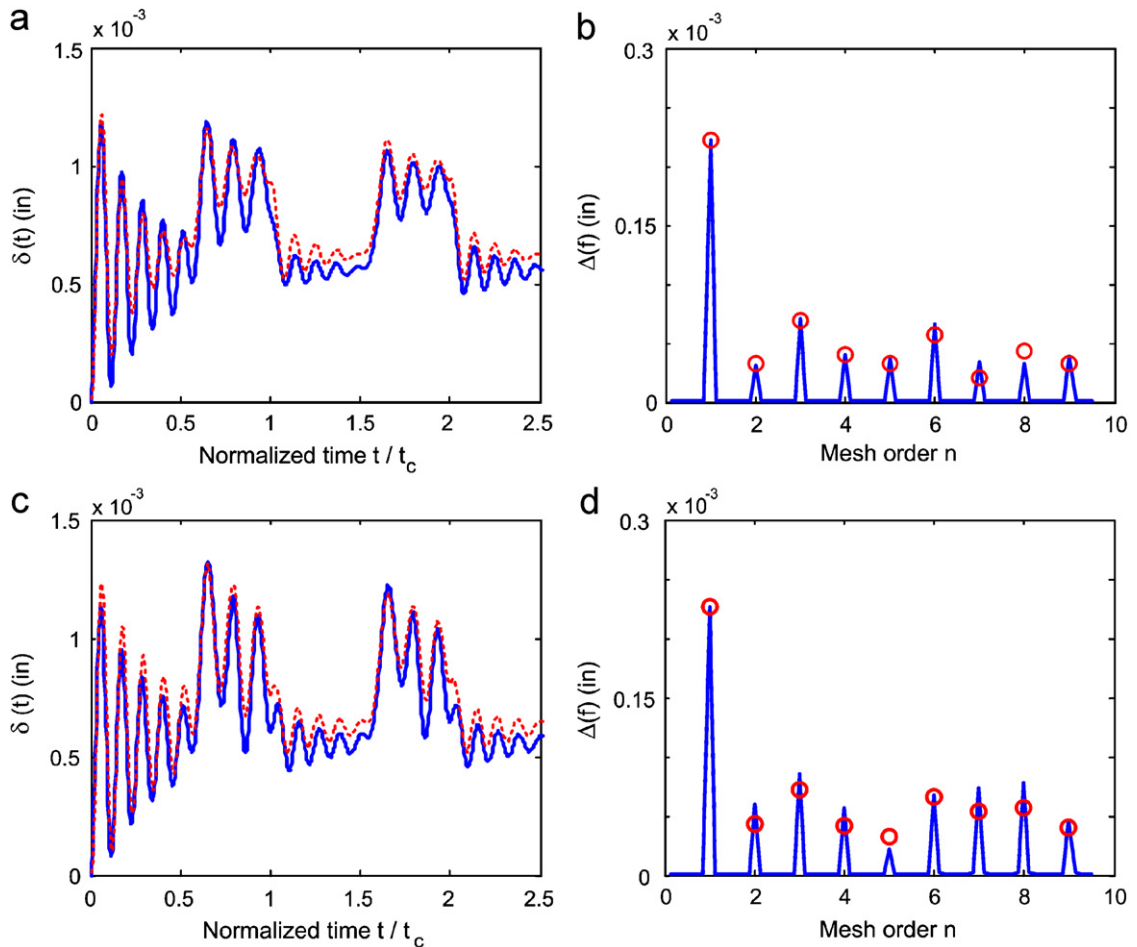 a
x 10⁻³
1.5
1
0.5
0
δ(t) (in)
0 0.5 1 1.5 2 2.5
Normalized time t / t_c
b
x 10⁻³
0.3
0.15
0
Δ(f) (in)
0 2 4 6 8 10
Mesh order n
c
x 10⁻³
1.5
1
0.5
0
δ (t) (in)
0 0.5 1 1.5 2 2.5
Normalized time t / t_c
d
x 10⁻³
0.3
0.15
0
Δ(f) (in)
0 2 4 6 8 10
Mesh order n